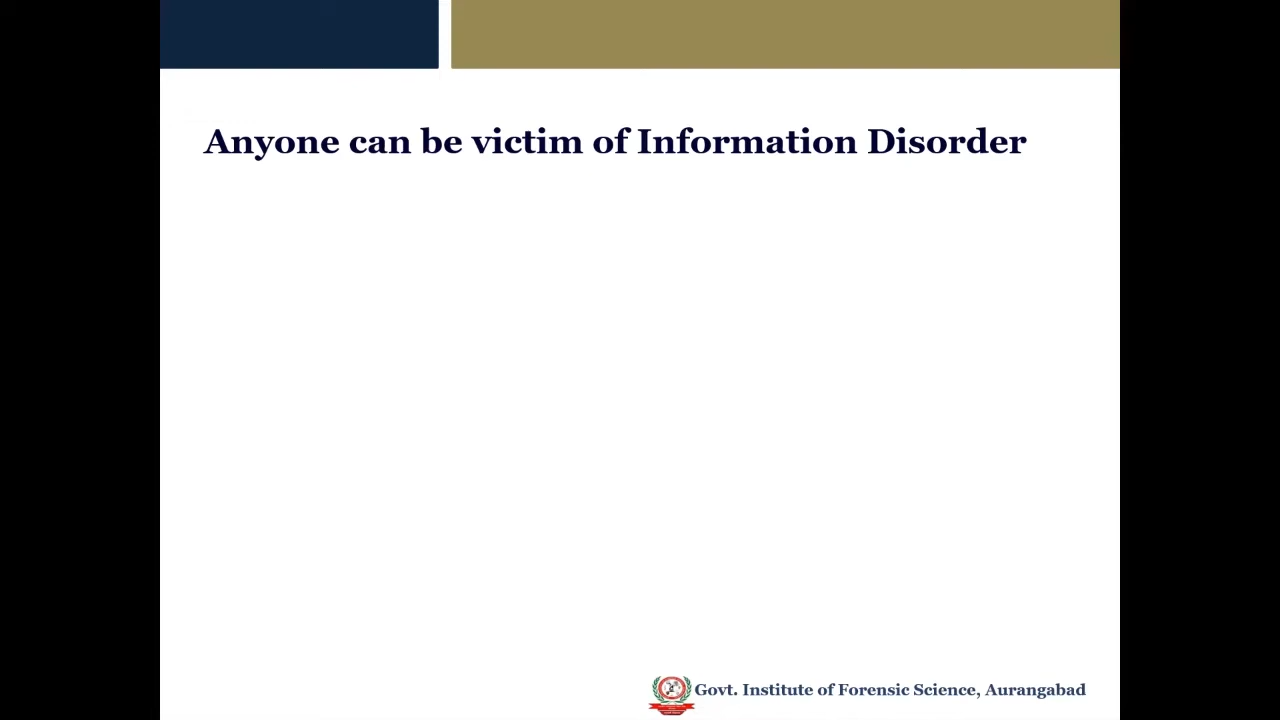 Anyone can be victim of Information Disorder
Govt. Institute of Forensic Science, Aurangabad